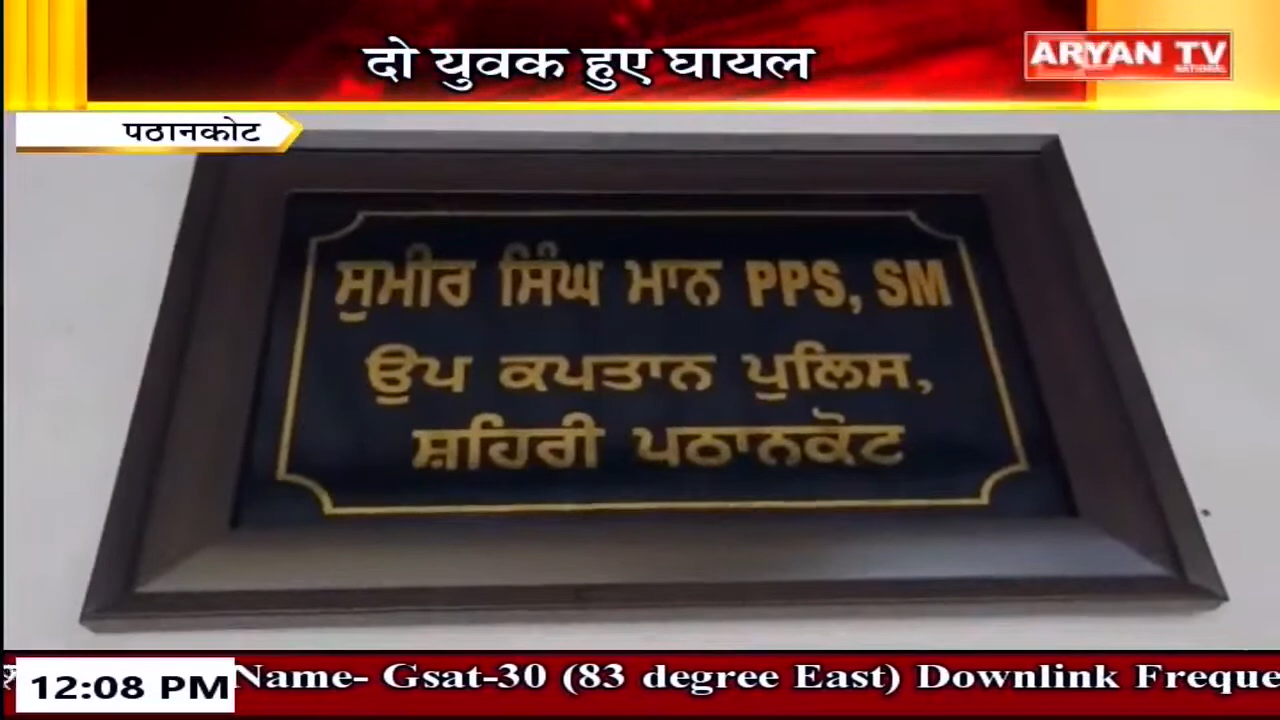 दो युवक हुए घायल
ARYAN TV
NATIONAL
पठानकोट
ਸੁਮੀਰ ਸਿੰਘ ਮਾਨ PPS, SM
ਉਪ ਕਪਤਾਨ ਪੁਲਿਸ,
ਸ਼ਹਿਰੀ ਪਠਾਨਕੋਟ
12:08 PM
Name- Gsat-30 (83 degree East) Downlink Freque